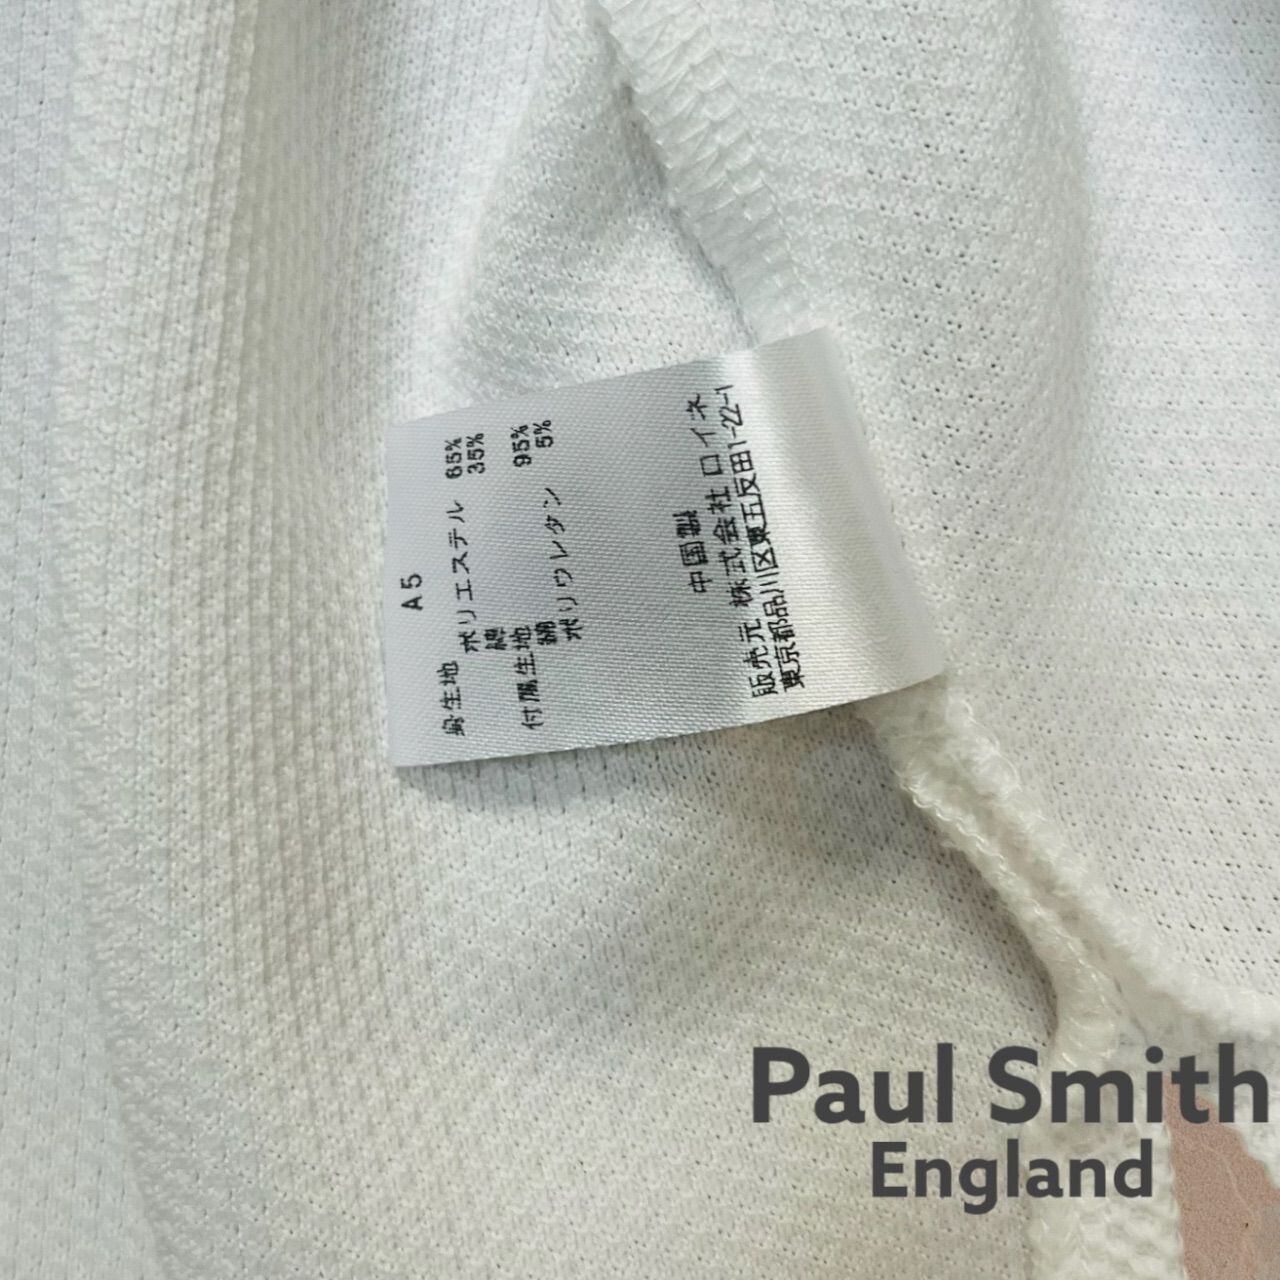 A5
身生地
ポリエステル 65%
綿 35%
付属生地
綿 95%
ポリウレタン 5%
中国製
販売元 株式会社 ロイネ
東京都品川区東五反田1-22-1
Paul Smith
England